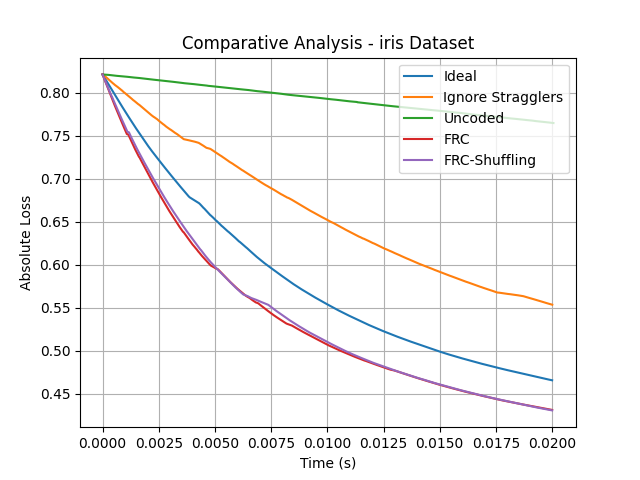 Comparative Analysis - iris Dataset
Absolute Loss
0.80
0.75
0.70
0.65
0.60
0.55
0.50
0.45
Ideal
Ignore Stragglers
Uncoded
FRC
FRC-Shuffling
0.0000 0.0025 0.0050 0.0075 0.0100 0.0125 0.0150 0.0175 0.0200
Time (s)